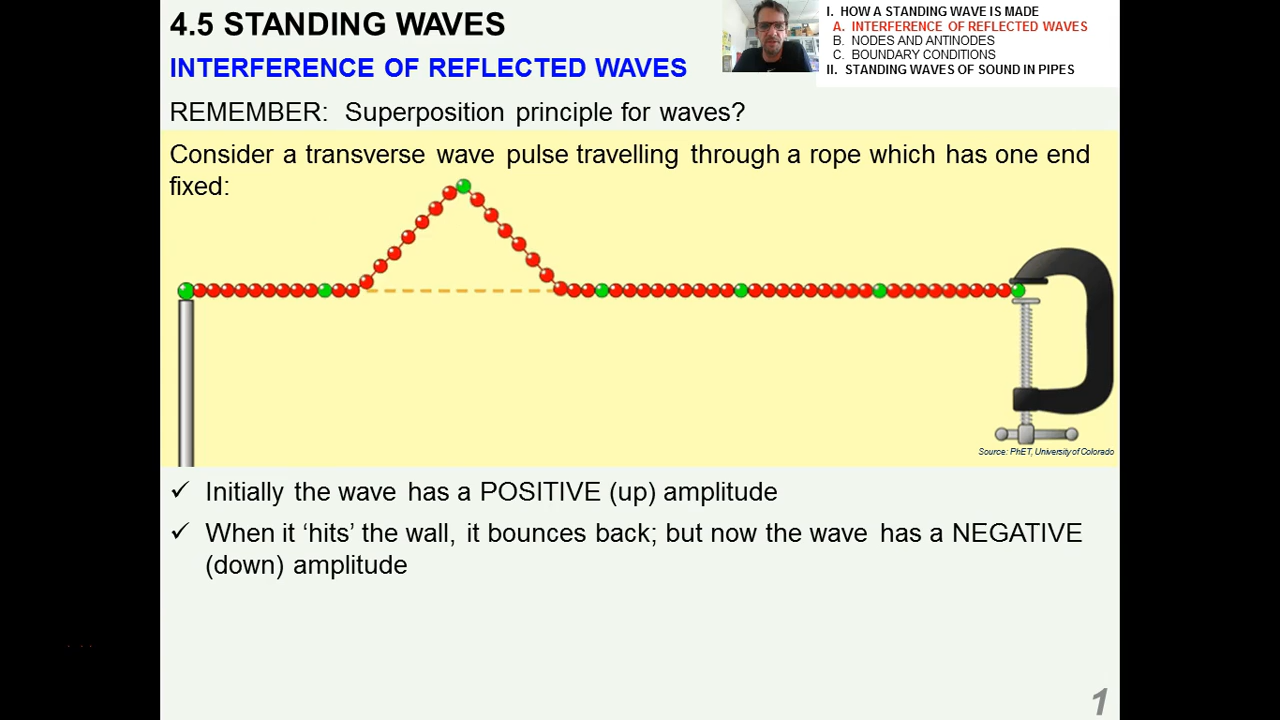 4.5 STANDING WAVES
INTERFERENCE OF REFLECTED WAVES
I. HOW A STANDING WAVE IS MADE
A. INTERFERENCE OF REFLECTED WAVES
B. NODES AND ANTINODES
C. BOUNDARY CONDITIONS
II. STANDING WAVES OF SOUND IN PIPES
REMEMBER: Superposition principle for waves?
Consider a transverse wave pulse travelling through a rope which has one end
fixed:
Source: PhET, University of Colorado
✓ Initially the wave has a POSITIVE (up) amplitude
✓ When it ‘hits’ the wall, it bounces back; but now the wave has a NEGATIVE
(down) amplitude
1